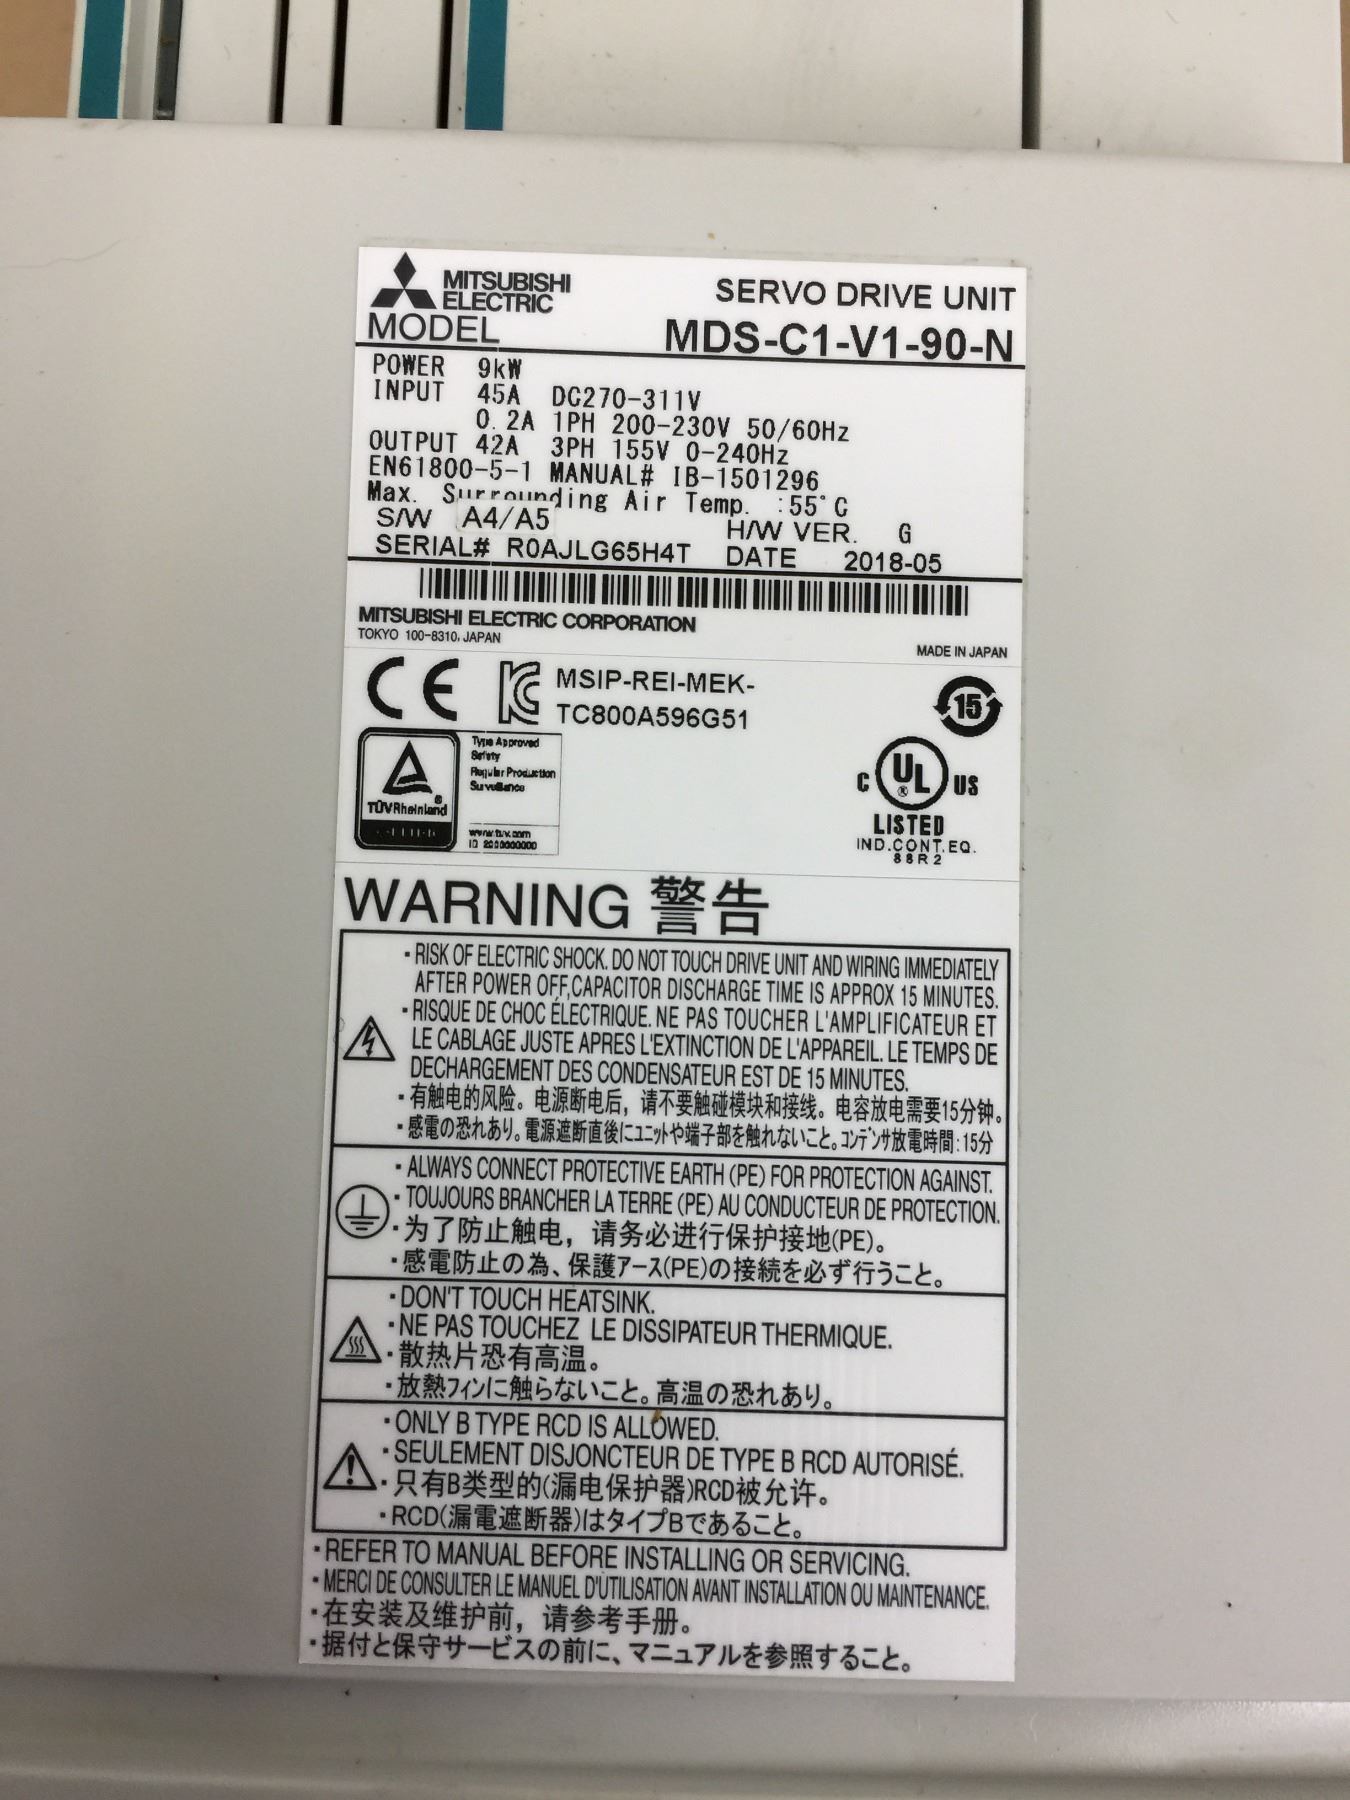 MITSUBISHI
ELECTRIC
SERVO DRIVE UNIT
MODEL MDS-C1-V1-90-N
POWER 9kW
INPUT 45A DC270-311V
0.2A 1PH 200-230V 50/60Hz
OUTPUT 42A 3PH 155V 0-240Hz
EN61800-5-1 MANUAL# IB-1501296
Max. Surrounding Air Temp. :55°C
S/W A4/A5 H/W VER. G
SERIAL# R0AJLG65H4T DATE 2018-05
MITSUBISHI ELECTRIC CORPORATION
TOKYO 100-8310, JAPAN
MADE IN JAPAN
CE
MSIP-REI-MEK-
TC800A596G51
15
TÜVRheinland
Type Approved
Safety
Regular Production
Surveillance
www.tuv.com
C UL US
®
LISTED
IND.CONT.EQ.
88R2
WARNING 警告
・RISK OF ELECTRIC SHOCK. DO NOT TOUCH DRIVE UNIT AND WIRING IMMEDIATELY
AFTER POWER OFF,CAPACITOR DISCHARGE TIME IS APPROX 15 MINUTES.
・RISQUE DE CHOC ÉLECTRIQUE. NE PAS TOUCHER L'AMPLIFICATEUR ET
LE CABLAGE JUSTE APRES L'EXTINCTION DE L'APPAREIL. LE TEMPS DE
DECHARGEMENT DES CONDENSATEUR EST DE 15 MINUTES.
・有触电的风险。电源断电后，请不要触碰模块和接线。电容放电需要15分钟。
・感電の恐れあり。電源遮断直後にユニットや端子部を触れないこと。コンデンサ放電時間：15分
・ALWAYS CONNECT PROTECTIVE EARTH (PE) FOR PROTECTION AGAINST.
・TOUJOURS BRANCHER LA TERRE (PE) AU CONDUCTEUR DE PROTECTION.
・为了防止触电，请务必进行保护接地(PE)。
・感電防止の為、保護アース(PE)の接続を必ず行うこと。
・DON'T TOUCH HEATSINK.
・NE PAS TOUCHEZ LE DISSIPATEUR THERMIQUE.
・散热片恐有高温。
・放熱フィンに触らないこと。高温の恐れあり。
・ONLY B TYPE RCD IS ALLOWED.
・SEULEMENT DISJONCTEUR DE TYPE B RCD AUTORISÉ.
・只有B类型的(漏电保护器)RCD被允许。
・RCD(漏電遮断器)はタイプBであること。
・REFER TO MANUAL BEFORE INSTALLING OR SERVICING.
・MERCI DE CONSULTER LE MANUEL D'UTILISATION AVANT INSTALLATION OU MAINTENANCE.
・在安装及维护前，请参考手册。
・据付と保守サービスの前に、マニュアルを参照すること。